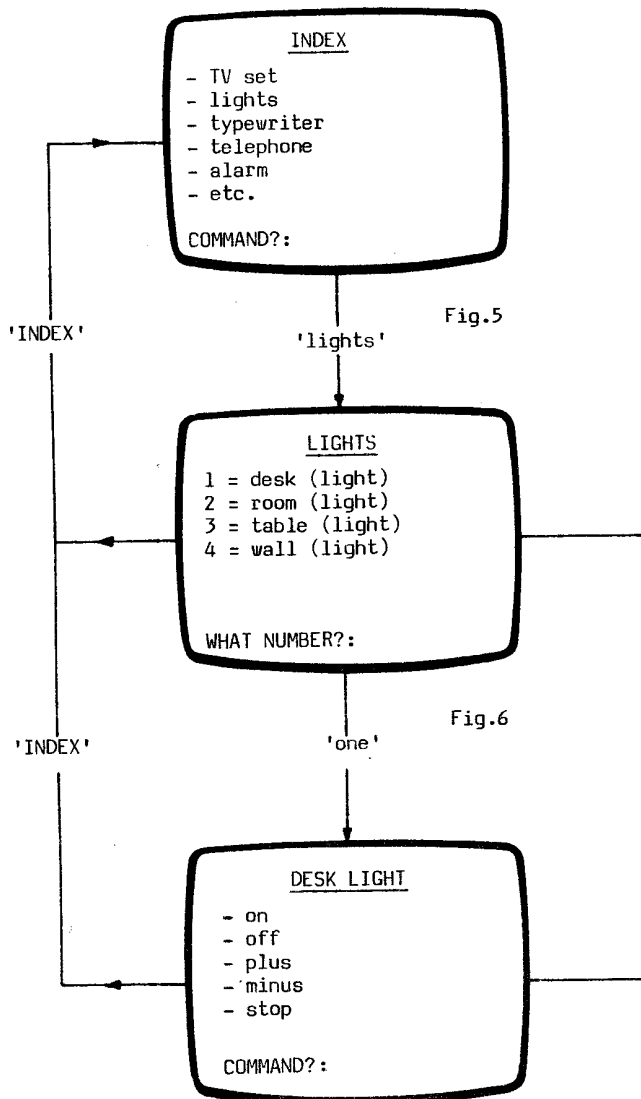 INDEX
- TV set
- lights
- typewriter
- telephone
- alarm
- etc.
COMMAND?:
Fig.5
'INDEX'
'lights'
LIGHTS
1 = desk (light)
2 = room (light)
3 = table (light)
4 = wall (light)
WHAT NUMBER?:
Fig.6
'INDEX'
'one'
DESK LIGHT
- on
- off
- plus
- minus
- stop
COMMAND?: